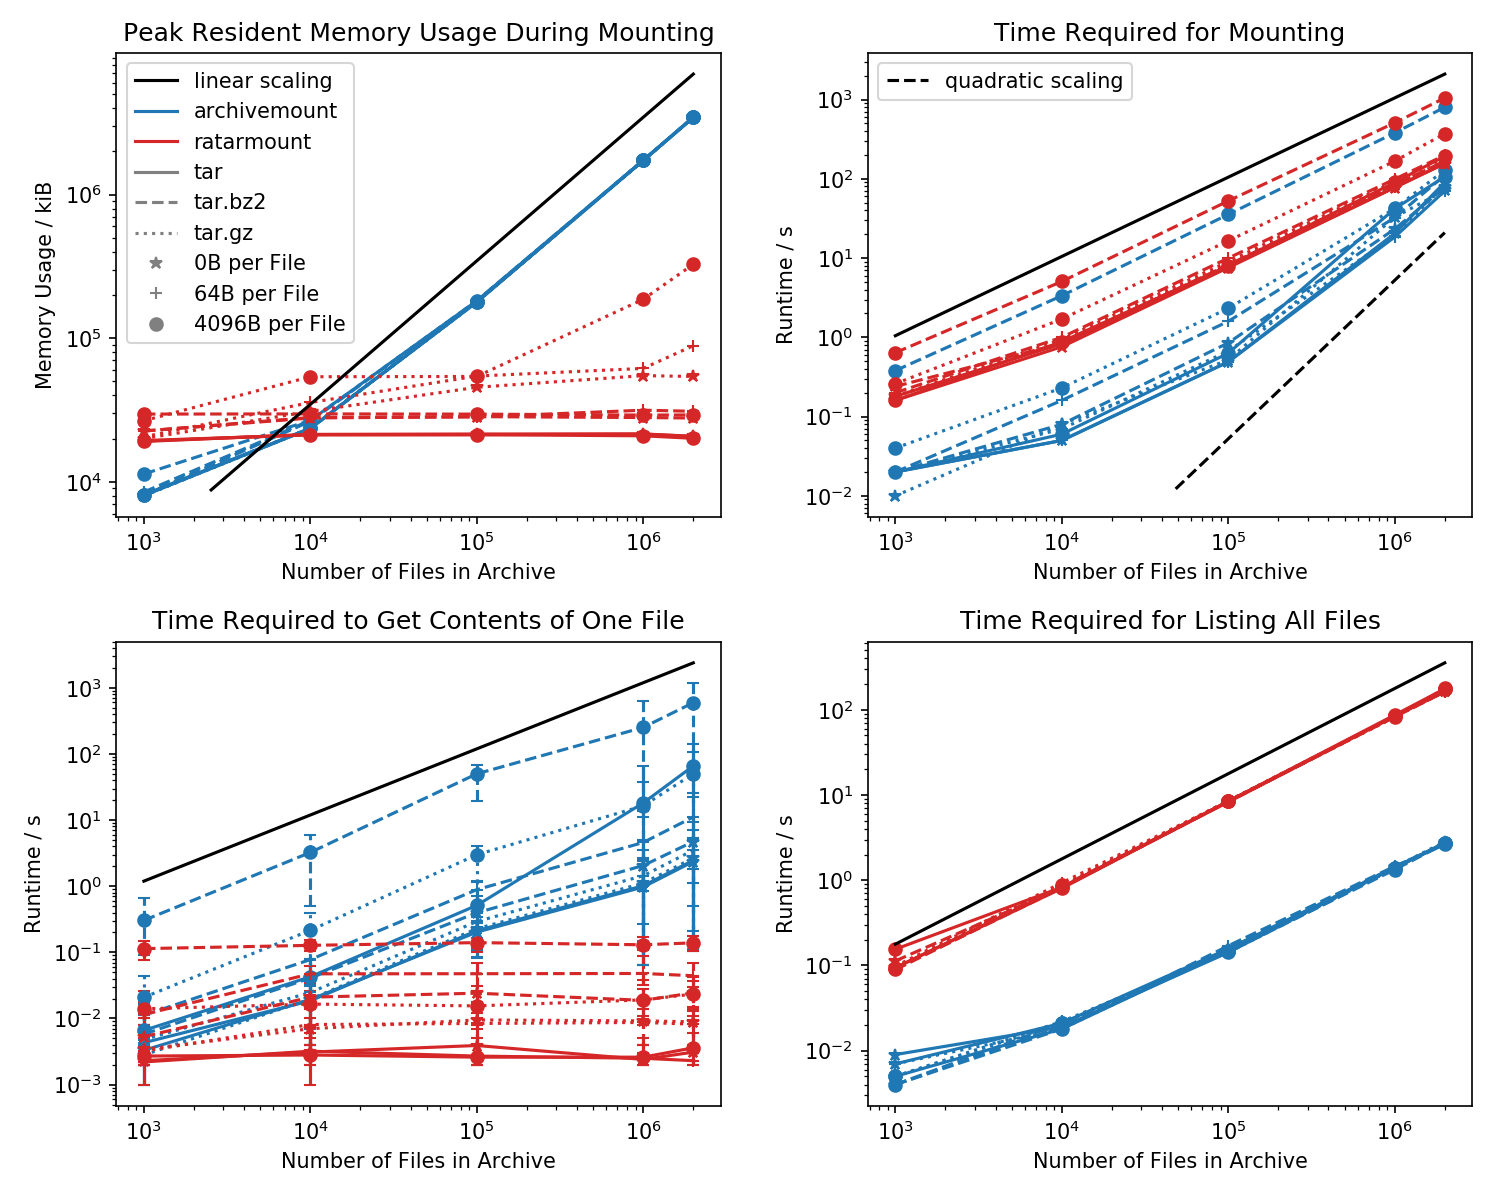 Peak Resident Memory Usage During Mounting
linear scaling
archivemount
ratarmount
tar
tar.bz2
tar.gz
0B per File
64B per File
4096B per File
Memory Usage / kiB
10⁶
10⁵
10⁴
10³ 10⁴ 10⁵ 10⁶
Number of Files in Archive
Time Required for Mounting
quadratic scaling
Runtime / s
10³
10²
10¹
10⁰
10⁻¹
10⁻²
10³ 10⁴ 10⁵ 10⁶
Number of Files in Archive
Time Required to Get Contents of One File
Runtime / s
10³
10²
10¹
10⁰
10⁻¹
10⁻²
10⁻³
10³ 10⁴ 10⁵ 10⁶
Number of Files in Archive
Time Required for Listing All Files
Runtime / s
10²
10¹
10⁰
10⁻¹
10⁻²
10³ 10⁴ 10⁵ 10⁶
Number of Files in Archive